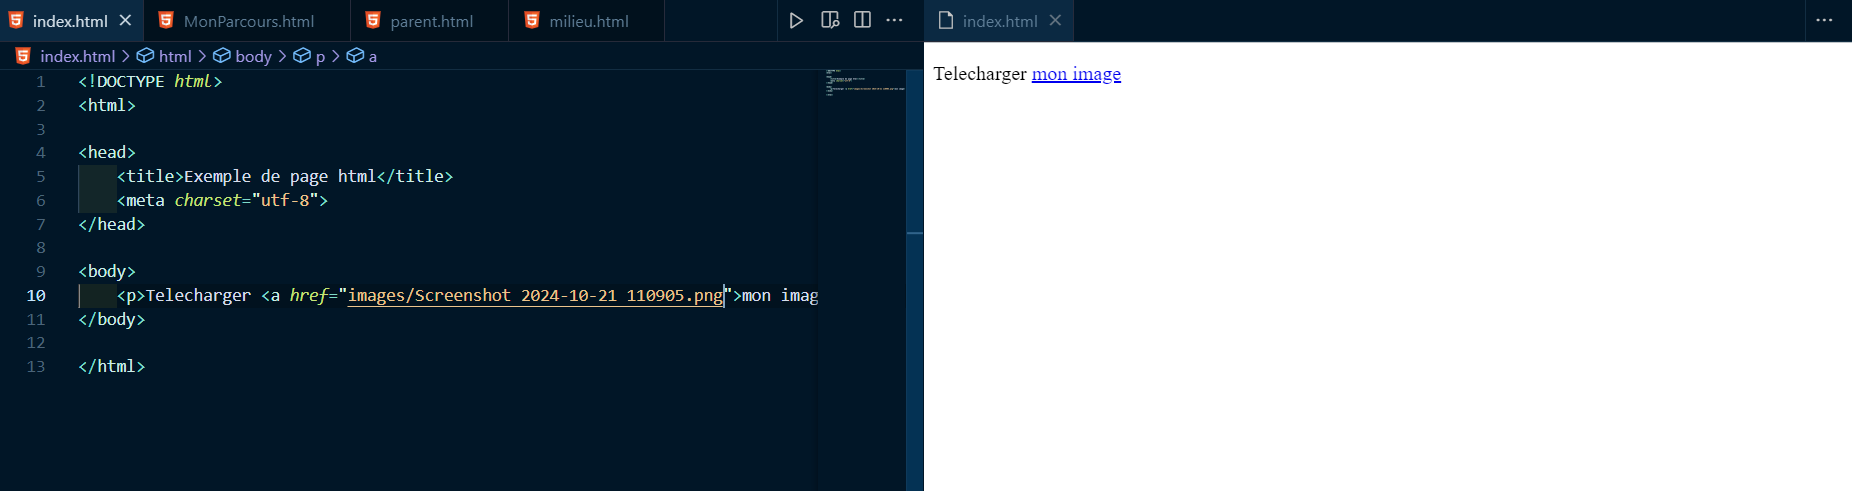 index.html
MonParcours.html
parent.html
milieu.html
index.html
index.html > html > body > p > a
1 <!DOCTYPE html>
2 <html>
3
4 <head>
5 <title>Exemple de page html</title>
6 <meta charset="utf-8">
7 </head>
8
9 <body>
10 <p>Telecharger <a href="images/Screenshot 2024-10-21 110905.png">mon imag
11 </body>
12
13 </html>
Telecharger mon image